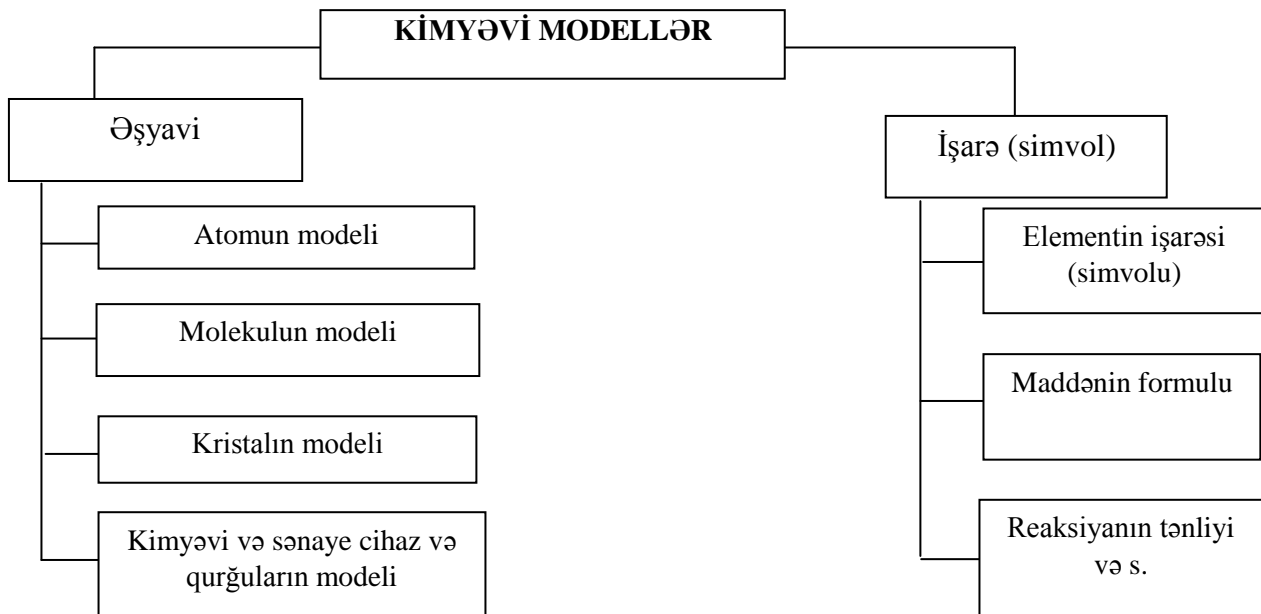 KİMYƏVİ MODELLƏR
Əşyavi
Atomun modeli
Molekulun modeli
Kristalın modeli
Kimyəvi və sənaye cihaz və
qurğuların modeli
İşarə (simvol)
Elementin işarəsi
(simvolu)
Maddənin formulu
Reaksiyanın tənliyi
və s.